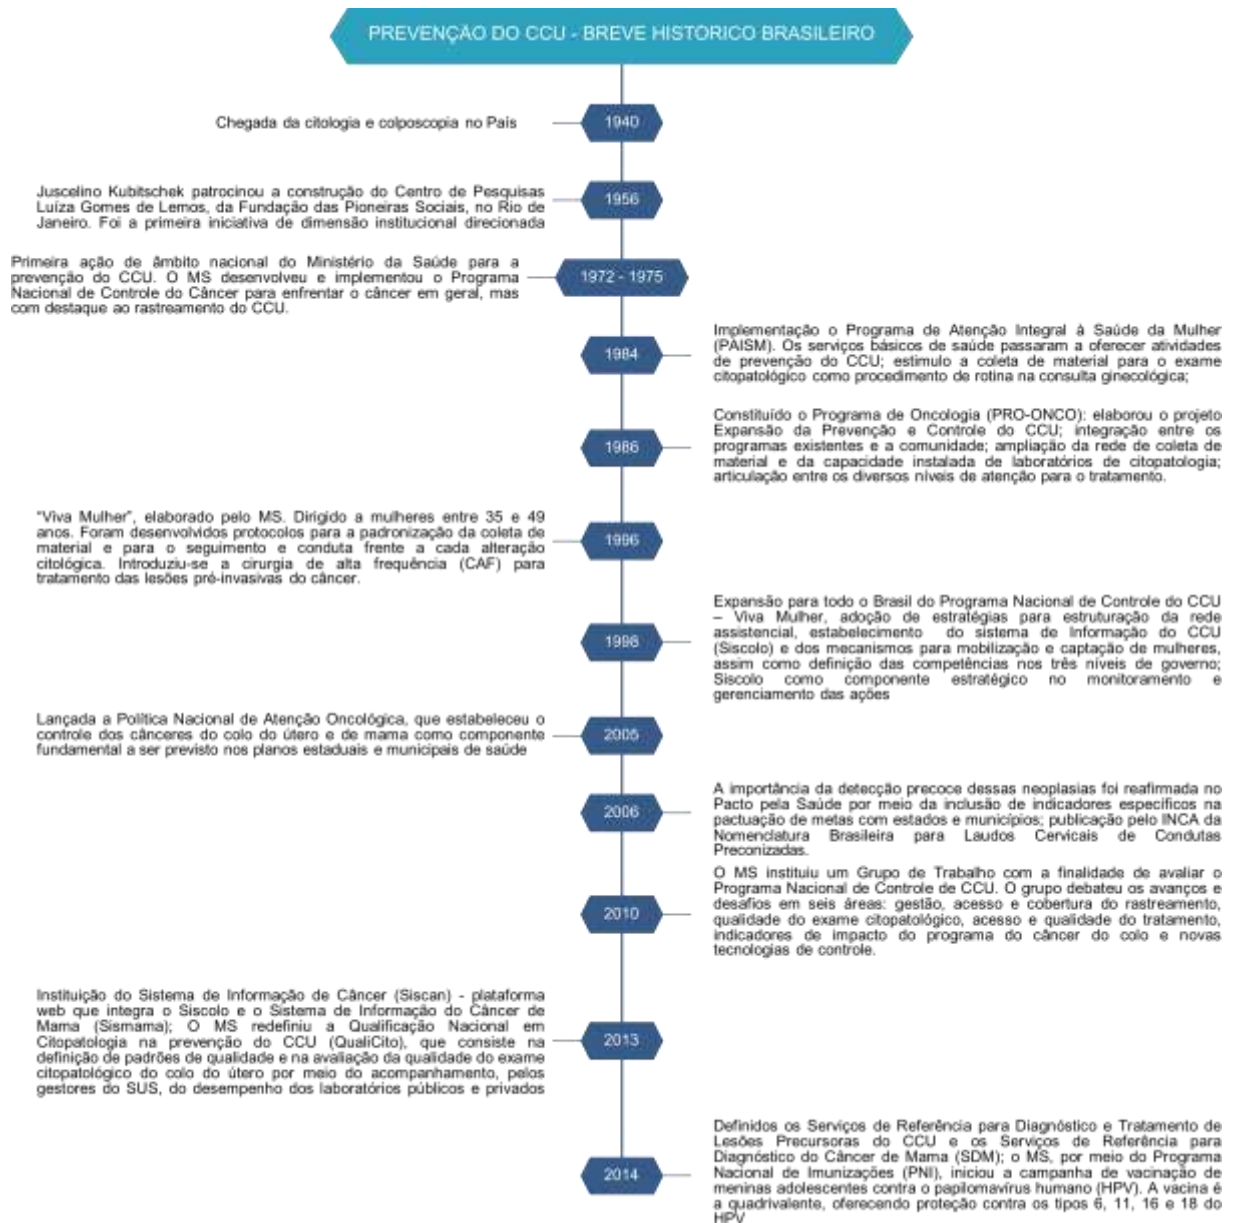 PREVENÇÃO DO CCU - BREVE HISTÓRICO BRASILEIRO
Chegada da citologia e colposcopia no País
1940
Juscelino Kubitschek patrocinou a construção do Centro de Pesquisas
Luíza Gomes de Lemos, da Fundação das Pioneiras Sociais, no Rio de
Janeiro. Foi a primeira iniciativa de dimensão institucional direcionada
1956
Primeira ação de âmbito nacional do Ministério da Saúde para a
prevenção do CCU. O MS desenvolveu e implementou o Programa
Nacional de Controle do Câncer para enfrentar o câncer em geral, mas
com destaque ao rastreamento do CCU.
1972 - 1975
1984
Implementação o Programa de Atenção Integral à Saúde da Mulher
(PAISM). Os serviços básicos de saúde passaram a oferecer atividades
de prevenção do CCU; estímulo a coleta de material para o exame
citopatológico como procedimento de rotina na consulta ginecológica;
1986
Constituído o Programa de Oncologia (PRO-ONCO): elaborou o projeto
Expansão da Prevenção e Controle do CCU; integração entre os
programas existentes e a comunidade; ampliação da rede de coleta de
material e da capacidade instalada de laboratórios de citopatologia;
articulação entre os diversos níveis de atenção para o tratamento.
"Viva Mulher", elaborado pelo MS. Dirigido a mulheres entre 35 e 49
anos. Foram desenvolvidos protocolos para a padronização da coleta de
material e para o seguimento e conduta frente a cada alteração
citológica. Introduziu-se a cirurgia de alta frequência (CAF) para
tratamento das lesões pré-invasivas do câncer.
1996
1998
Expansão para todo o Brasil do Programa Nacional de Controle do CCU
– Viva Mulher, adoção de estratégias para estruturação da rede
assistencial, estabelecimento do sistema de Informação do CCU
(Siscolo) e dos mecanismos para mobilização e captação de mulheres,
assim como definição das competências nos três níveis de governo;
Siscolo como componente estratégico no monitoramento e
gerenciamento das ações
Lançada a Política Nacional de Atenção Oncológica, que estabeleceu o
controle dos cânceres do colo do útero e de mama como componente
fundamental a ser previsto nos planos estaduais e municipais de saúde
2005
2006
A importância da detecção precoce dessas neoplasias foi reafirmada no
Pacto pela Saúde por meio da inclusão de indicadores específicos na
pactuação de metas com estados e municípios; publicação pelo INCA da
Nomenclatura Brasileira para Laudos Cervicais de Condutas
Preconizadas.
2010
O MS instituiu um Grupo de Trabalho com a finalidade de avaliar o
Programa Nacional de Controle de CCU. O grupo debateu os avanços e
desafios em seis áreas: gestão, acesso e cobertura do rastreamento,
qualidade do exame citopatológico, acesso e qualidade do tratamento,
indicadores de impacto do programa do câncer do colo e novas
tecnologias de controle.
Instituição do Sistema de Informação de Câncer (Siscan) - plataforma
web que integra o Siscolo e o Sistema de Informação do Câncer de
Mama (Sismama); O MS redefiniu a Qualificação Nacional em
Citopatologia na prevenção do CCU (QualiCito), que consiste na
definição de padrões de qualidade e na avaliação da qualidade do exame
citopatológico do colo do útero por meio do acompanhamento, pelos
gestores do SUS, do desempenho dos laboratórios públicos e privados
2013
2014
Definidos os Serviços de Referência para Diagnóstico e Tratamento de
Lesões Precursoras do CCU e os Serviços de Referência para
Diagnóstico do Câncer de Mama (SDM); o MS, por meio do Programa
Nacional de Imunizações (PNI), iniciou a campanha de vacinação de
meninas adolescentes contra o papilomavírus humano (HPV). A vacina é
a quadrivalente, oferecendo proteção contra os tipos 6, 11, 16 e 18 do
HPV